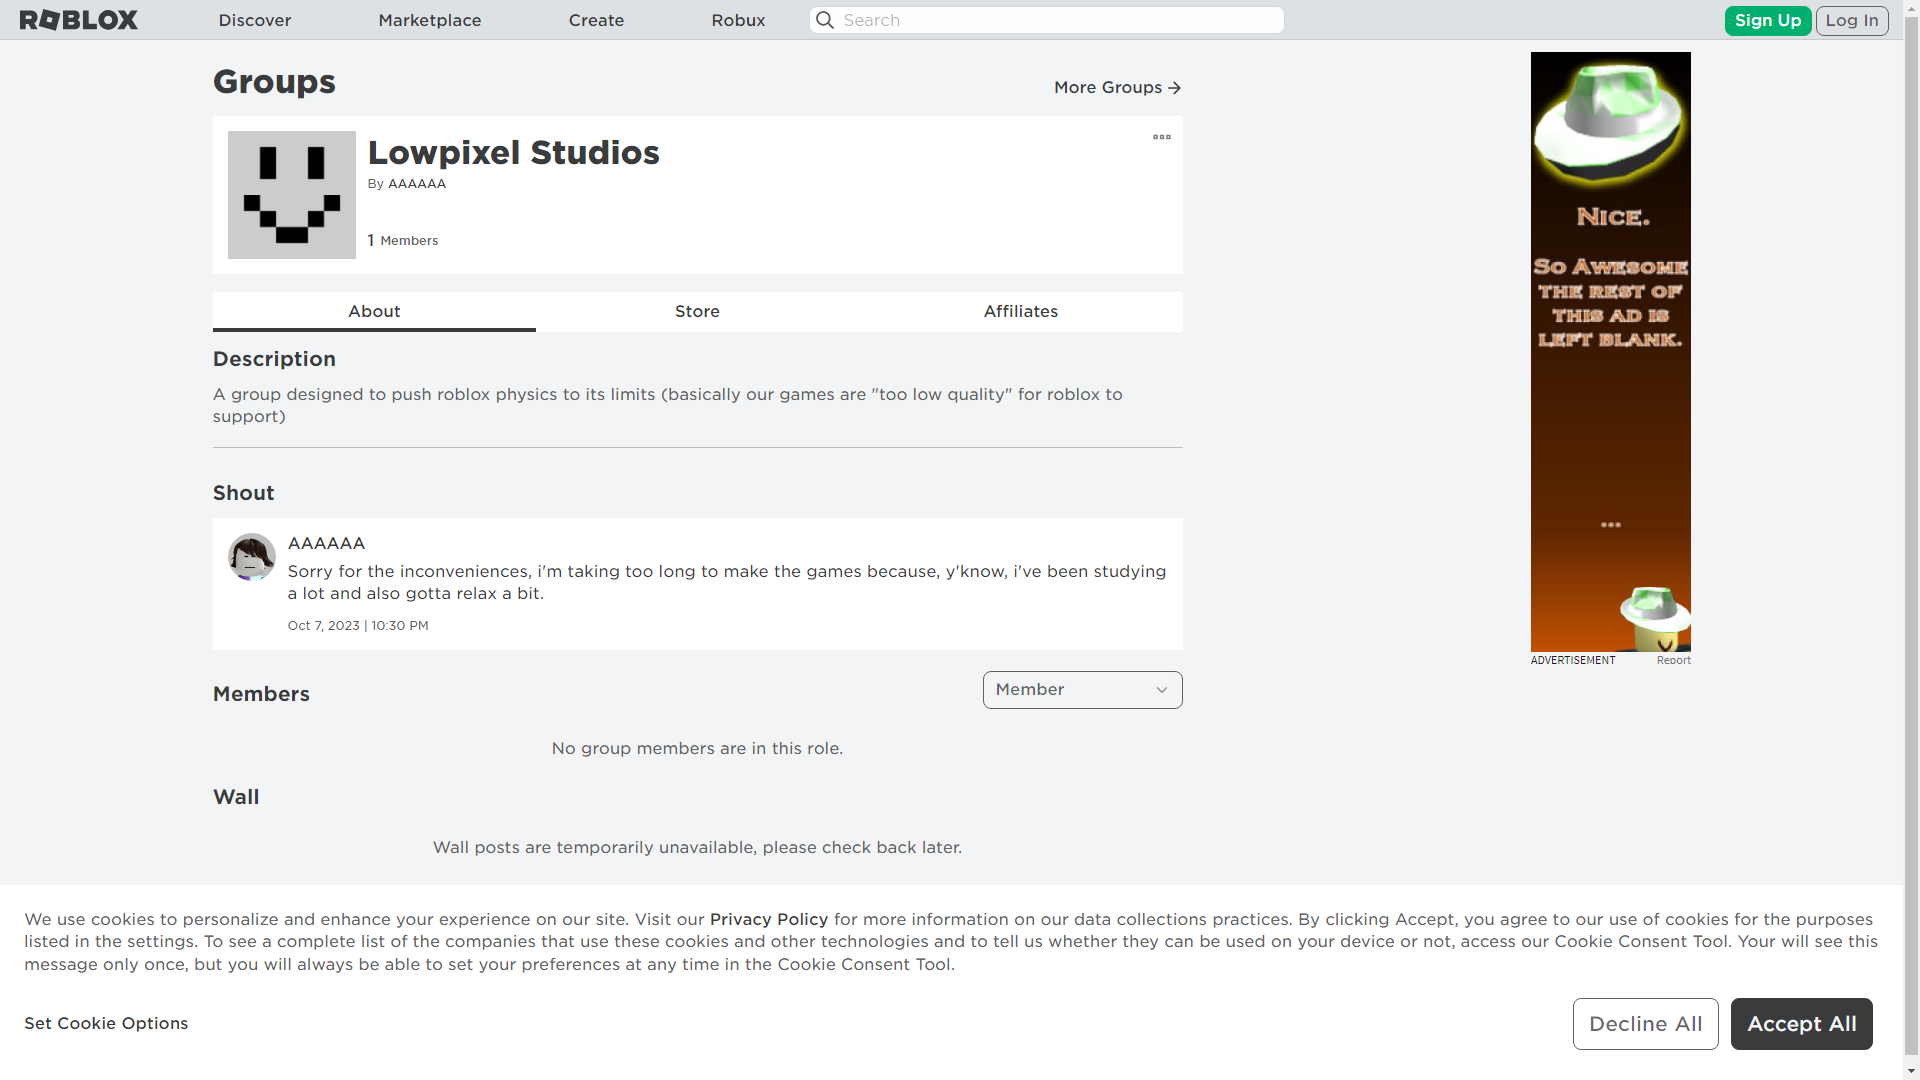 ROBLOX
Discover
Marketplace
Create
Robux
Search
Sign Up
Log In
Groups
More Groups
Lowpixel Studios
By AAAAAA
1 Members
About
Store
Affiliates
Description
A group designed to push roblox physics to its limits (basically our games are "too low quality" for roblox to
support)
Shout
AAAAAA
Sorry for the inconveniences, i'm taking too long to make the games because, y'know, i've been studying
a lot and also gotta relax a bit.
Oct 7, 2023 | 10:30 PM
Members
Member
No group members are in this role.
Wall
Wall posts are temporarily unavailable, please check back later.
Nice.
So Awesome
the rest of
this ad is
left blank.
...
ADVERTISEMENT
Report
We use cookies to personalize and enhance your experience on our site. Visit our Privacy Policy for more information on our data collections practices. By clicking Accept, you agree to our use of cookies for the purposes
listed in the settings. To see a complete list of the companies that use these cookies and other technologies and to tell us whether they can be used on your device or not, access our Cookie Consent Tool. Your will see this
message only once, but you will always be able to set your preferences at any time in the Cookie Consent Tool.
Set Cookie Options
Decline All
Accept All